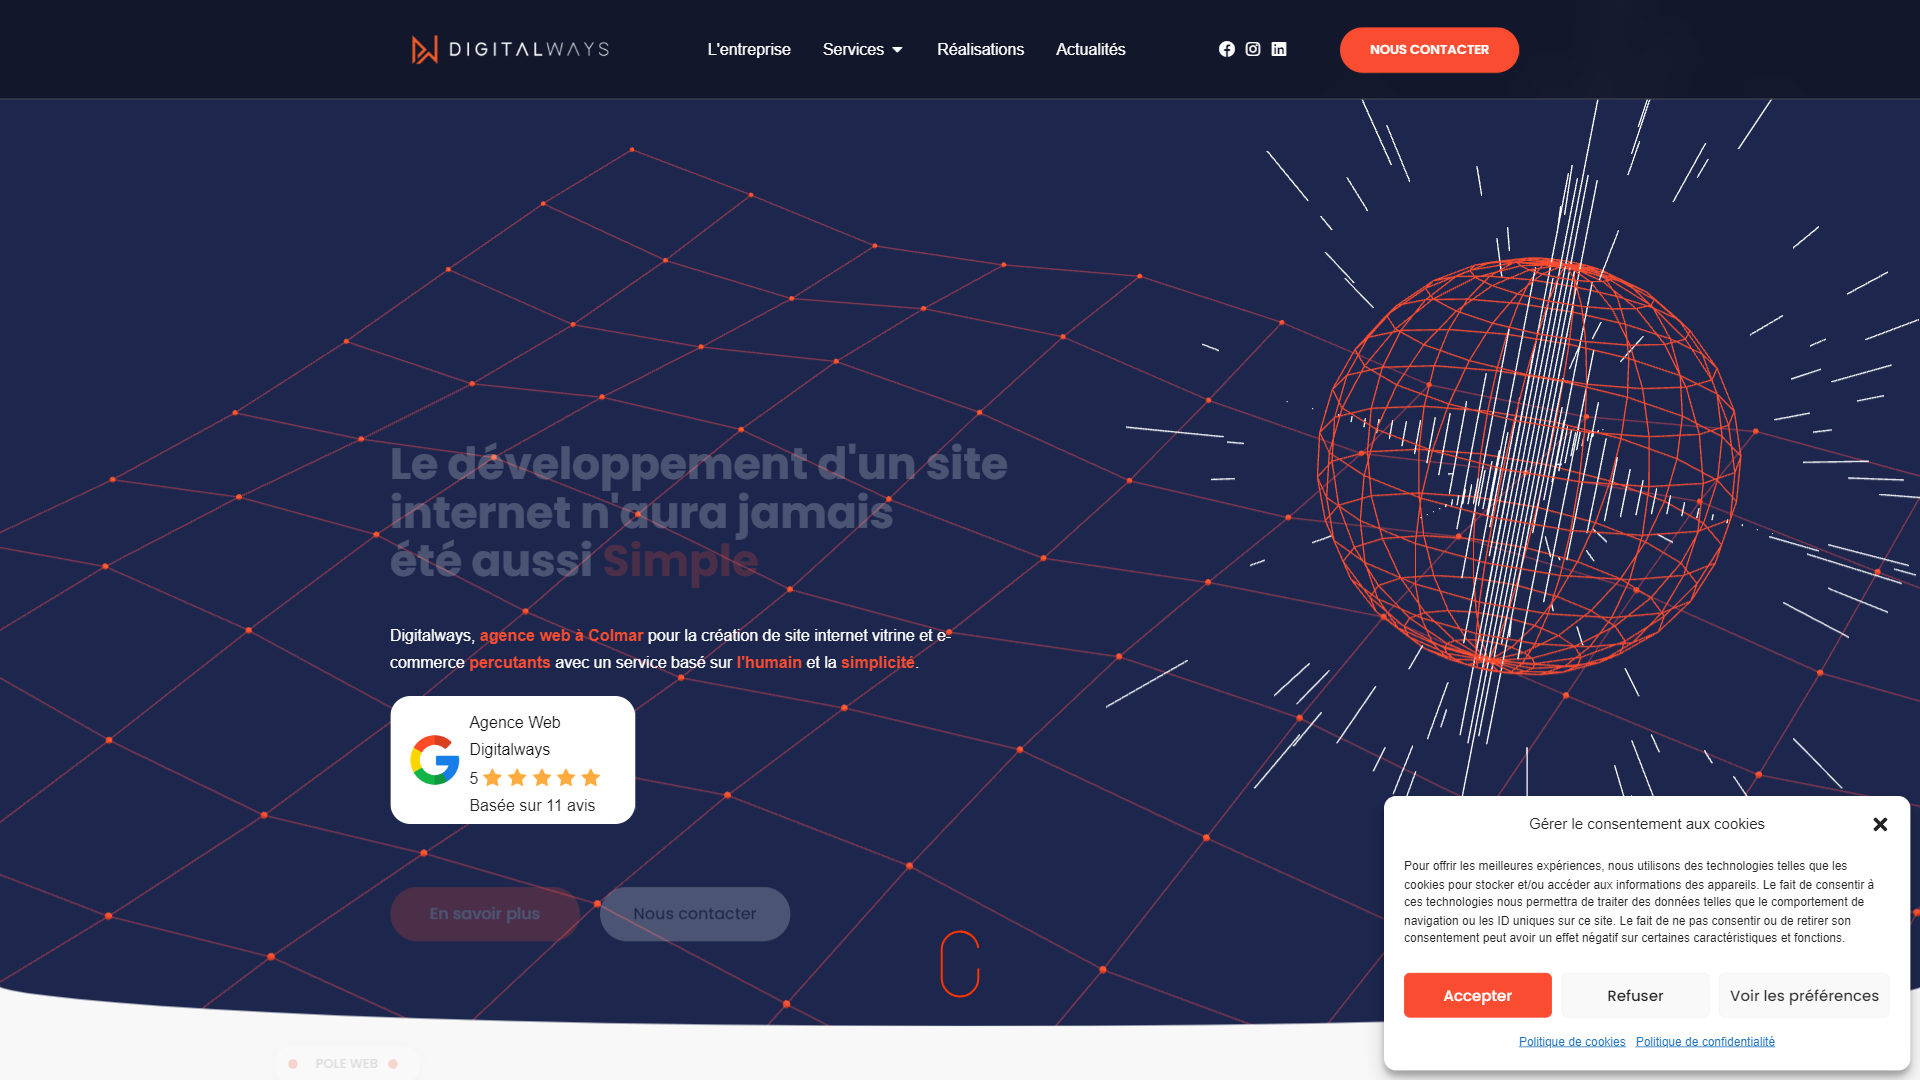 DIGITALWAYS
L'entreprise
Services
Réalisations
Actualités
NOUS CONTACTER
Le développement d'un site
internet n'aura jamais
été aussi Simple
Digitalways, agence web à Colmar pour la création de site internet vitrine et e-
commerce percutants avec un service basé sur l'humain et la simplicité.
Agence Web
Digitalways
5
Basée sur 11 avis
En savoir plus
Nous contacter
POLE WEB
Gérer le consentement aux cookies
Pour offrir les meilleures expériences, nous utilisons des technologies telles que les
cookies pour stocker et/ou accéder aux informations des appareils. Le fait de consentir à
ces technologies nous permettra de traiter des données telles que le comportement de
navigation ou les ID uniques sur ce site. Le fait de ne pas consentir ou de retirer son
consentement peut avoir un effet négatif sur certaines caractéristiques et fonctions.
Accepter
Refuser
Voir les préférences
Politique de cookies
Politique de confidentialité